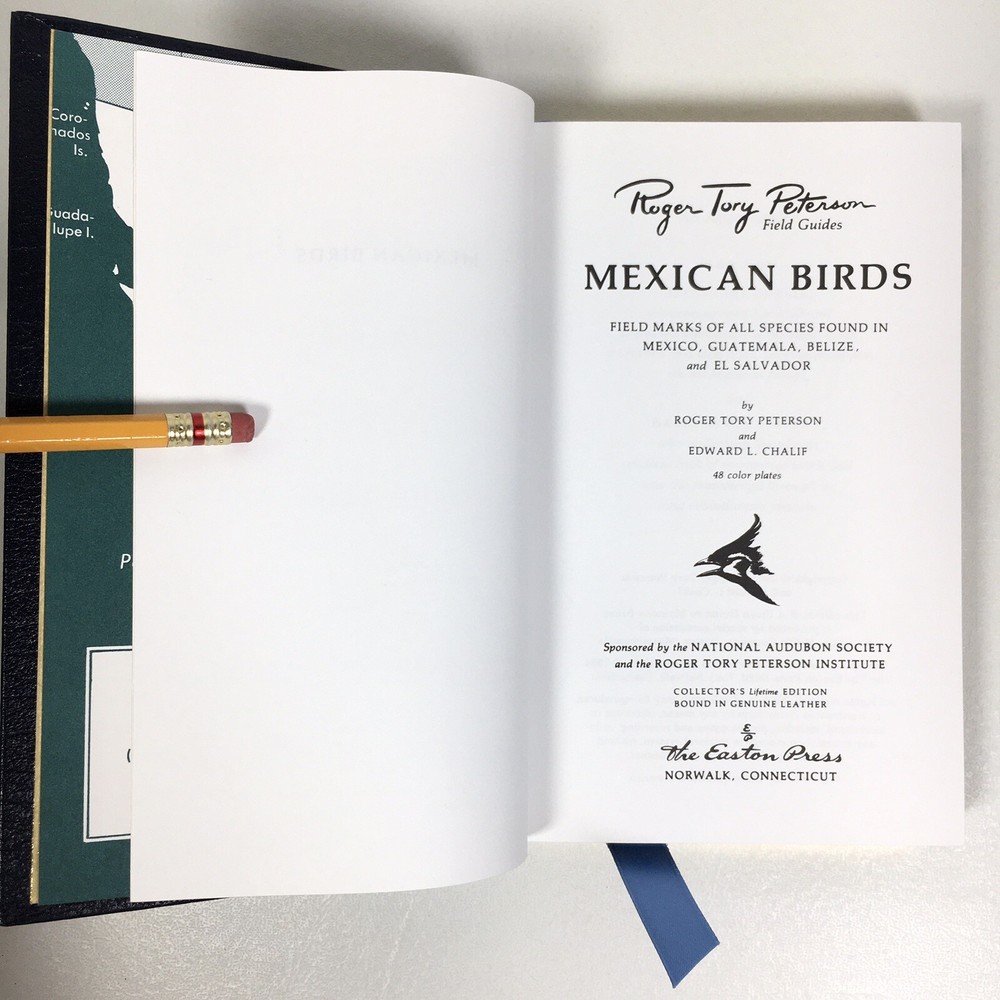 Coro-
nados
Is.
Guada-
lupe I.
Roger Tory Peterson
Field Guides
MEXICAN BIRDS
FIELD MARKS OF ALL SPECIES FOUND IN
MEXICO, GUATEMALA, BELIZE,
and EL SALVADOR
by
ROGER TORY PETERSON
and
EDWARD L. CHALIF
48 color plates
Sponsored by the NATIONAL AUDUBON SOCIETY
and the ROGER TORY PETERSON INSTITUTE
COLLECTOR'S Lifetime EDITION
BOUND IN GENUINE LEATHER
The Easton Press
NORWALK, CONNECTICUT